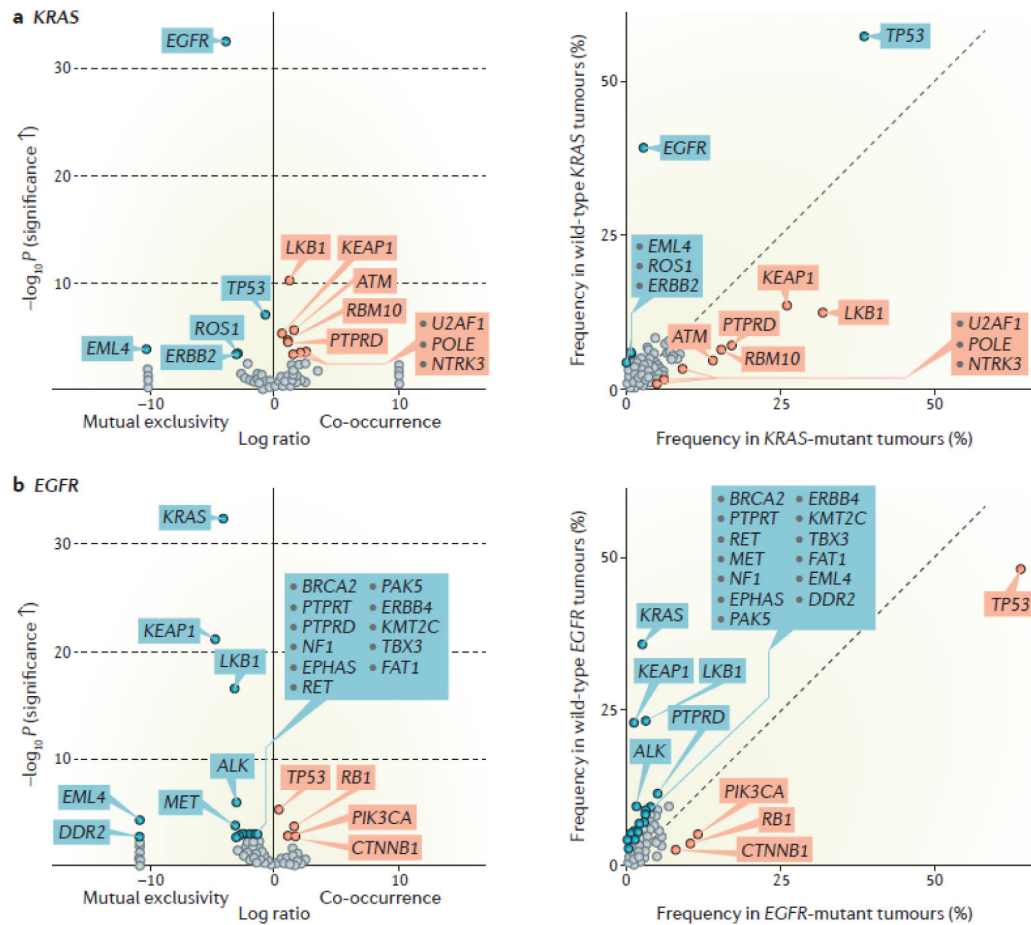 a KRAS
EGFR
30
20
10
0
−log10 P (significance ↑)
LKB1
KEAP1
ATM
TP53
RBM10
ROS1
PTPRD
EML4
ERBB2
• U2AF1
• POLE
• NTRK3
−10
0
10
Mutual exclusivity
Co-occurrence
Log ratio
Frequency in wild-type KRAS tumours (%)
50
25
0
TP53
EGFR
• EML4
• ROS1
• ERBB2
KEAP1
LKB1
ATM
PTPRD
RBM10
• U2AF1
• POLE
• NTRK3
0
25
50
Frequency in KRAS-mutant tumours (%)
b EGFR
KRAS
30
20
10
0
−log10 P (significance ↑)
KEAP1
LKB1
• BRCA2 • PAK5
• PTPRT • ERBB4
• PTPRD • KMT2C
• NF1 • TBX3
• EPHAS • FAT1
• RET
ALK
TP53
RB1
EML4
MET
PIK3CA
DDR2
CTNNB1
−10
0
10
Mutual exclusivity
Co-occurrence
Log ratio
Frequency in wild-type EGFR tumours (%)
50
25
0
• BRCA2 • ERBB4
• PTPRT • KMT2C
• RET • TBX3
• MET • FAT1
• NF1 • EML4
• EPHAS • DDR2
• PAK5
TP53
KRAS
KEAP1
LKB1
PTPRD
ALK
PIK3CA
RB1
CTNNB1
0
25
50
Frequency in EGFR-mutant tumours (%)